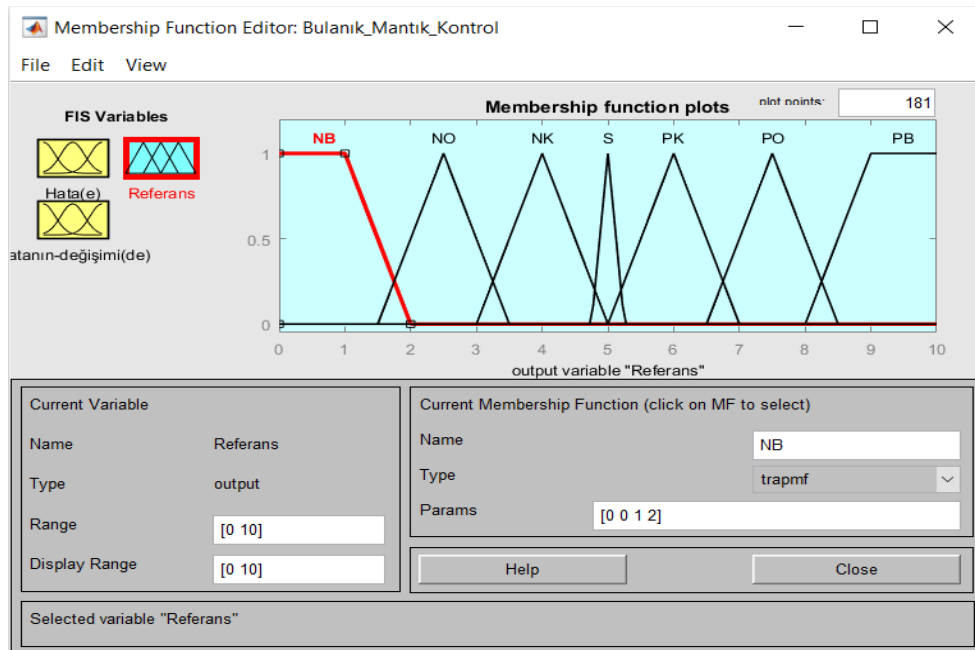 Membership Function Editor: Bulanık_Mantık_Kontrol
File Edit View
FIS Variables
Hata(e)
Referans
atanın-değişimi(de)
Membership function plots
plot points:
181
NB NO NK S PK PO PB
1
0.5
0
0 1 2 3 4 5 6 7 8 9 10
output variable "Referans"
Current Variable
Name Referans
Type output
Range [0 10]
Display Range [0 10]
Current Membership Function (click on MF to select)
Name NB
Type trapmf
Params [0 0 1 2]
Help Close
Selected variable "Referans"